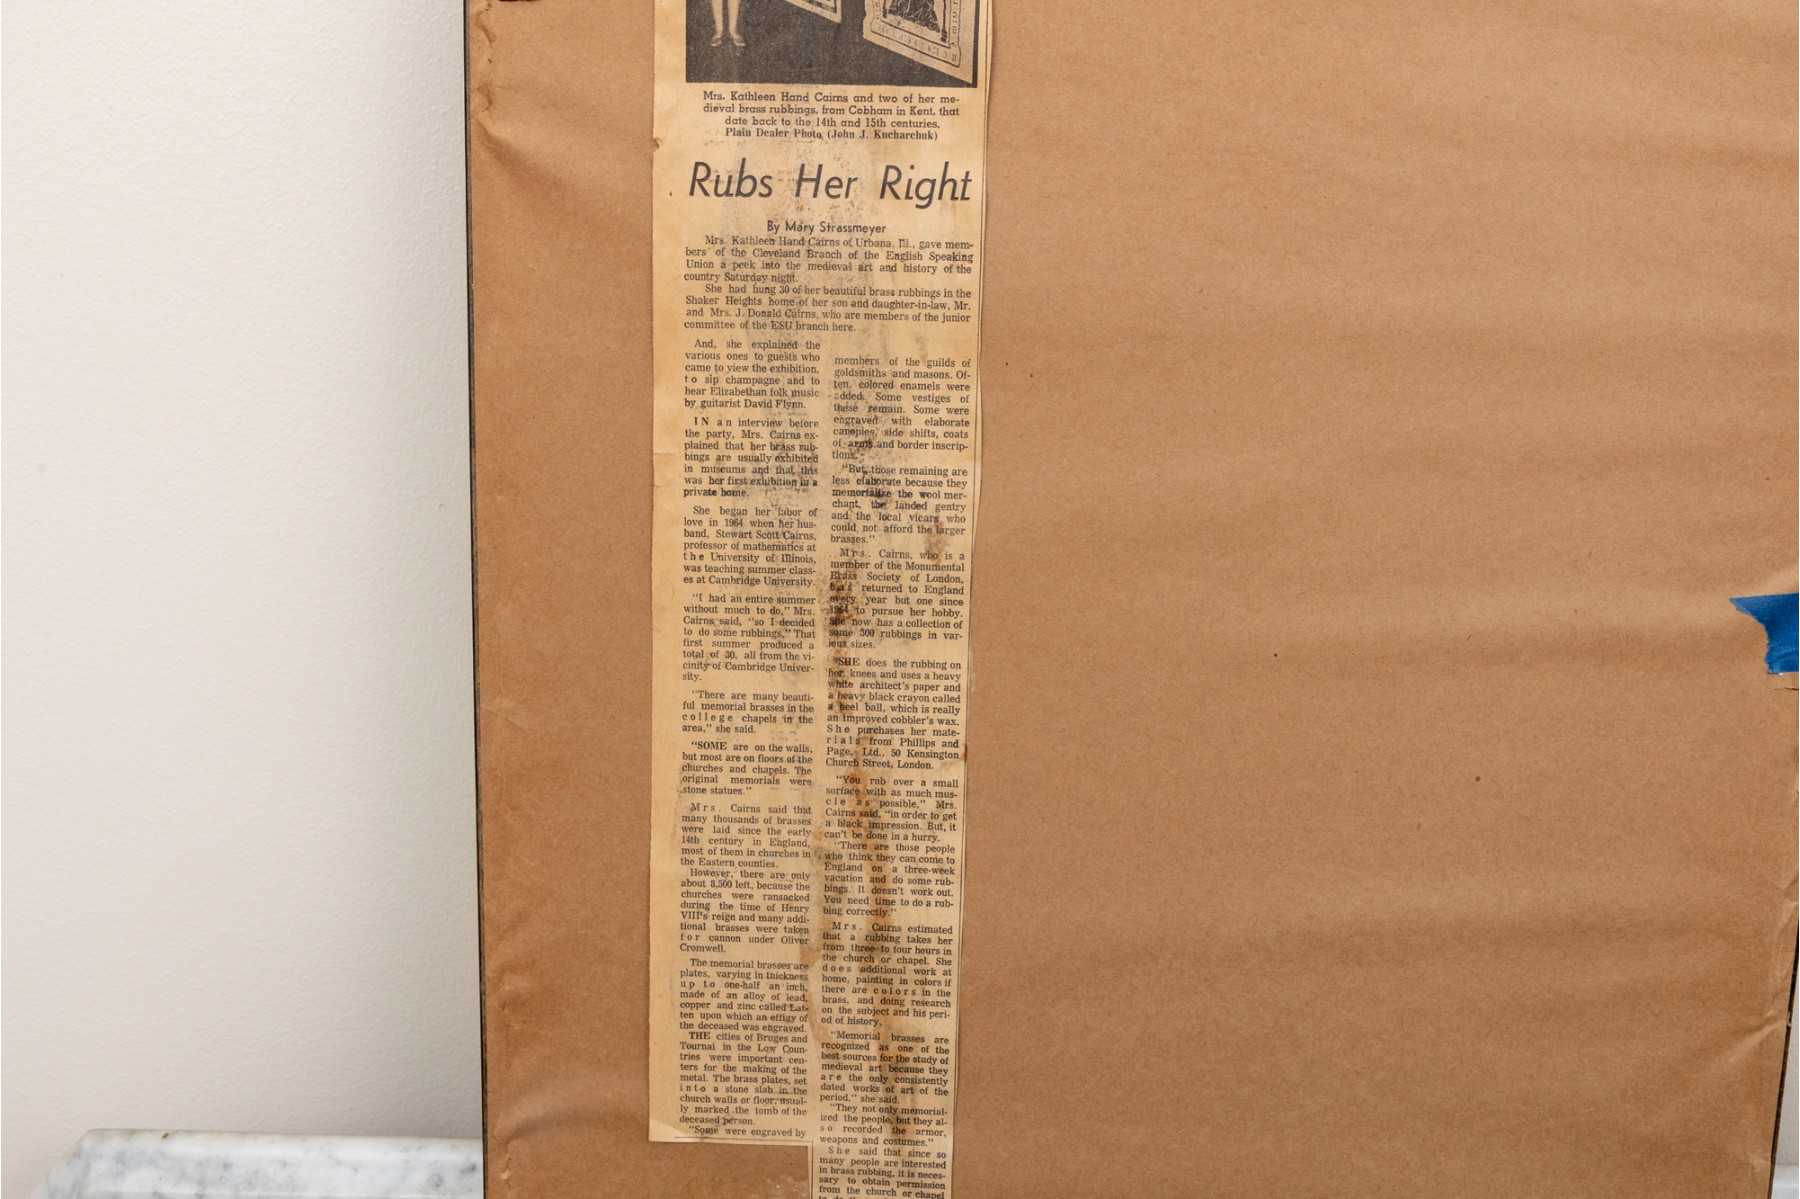 Mrs. Kathleen Hand Cairns and two of her me-
dieval brass rubbings, from Cobham in Kent, that
date back to the 14th and 15th centuries.
Plain Dealer Photo (John J. Kucharchuk)
Rubs Her Right
By Mary Strassmeyer
Mrs. Kathleen Hand Cairns of Urbana, Ill., gave mem-
bers of the Cleveland Branch of the English Speaking
Union a peek into the medieval art and history of the
country Saturday night.
She had hung 30 of her beautiful brass rubbings in the
Shaker Heights home of her son and daughter-in-law, Mr.
and Mrs. J. Donald Cairns, who are members of the junior
committee of the ESU branch here.
And, she explained the
various ones to guests who
came to view the exhibition,
to sip champagne and to
hear Elizabethan folk music
by guitarist David Flynn.
IN an interview before
the party, Mrs. Cairns ex-
plained that her brass rub-
bings are usually exhibited
in museums and that this
was her first exhibition in a
private home.
She began her labor of
love in 1964 when her hus-
band, Stewart Scott Cairns,
professor of mathematics at
the University of Illinois,
was teaching summer class-
es at Cambridge University.
"I had an entire summer
without much to do," Mrs.
Cairns said, "so I decided
to do some rubbings." That
first summer produced a
total of 30, all from the vi-
cinity of Cambridge Univer-
sity.
"There are many beauti-
ful memorial brasses in the
college chapels in the
area," she said.
"SOME are on the walls,
but most are on floors of the
churches and chapels. The
original memorials were
stone statues."
Mrs. Cairns said that
many thousands of brasses
were laid since the early
14th century in England,
most of them in churches in
the Eastern counties.
However, there are only
about 8,500 left, because the
churches were ransacked
during the time of Henry
VIII's reign and many addi-
tional brasses were taken
for cannon under Oliver
Cromwell.
The memorial brasses are
plates, varying in thickness
up to one-half an inch,
made of an alloy of lead,
copper and zinc called Lat-
ten upon which an effigy of
the deceased was engraved.
THE cities of Bruges and
Tournai in the Low Coun-
tries were important cen-
ters for the making of the
metal. The brass plates, set
into a stone slab in the
church walls or floor, usual-
ly marked the tomb of the
deceased person.
"Some were engraved by
members of the guilds of
goldsmiths and masons. Of-
ten, colored enamels were
added. Some vestiges of
these remain. Some were
engraved with elaborate
canopies, side shifts, coats
of arms and border inscrip-
tions.
"But, those remaining are
less elaborate because they
memorialize the wool mer-
chant, the landed gentry
and the local vicars who
could not afford the larger
brasses."
Mrs. Cairns, who is a
member of the Monumental
Brass Society of London,
has returned to England
every year but one since
1964 to pursue her hobby.
She now has a collection of
some 300 rubbings in var-
ious sizes.
SHE does the rubbing on
her knees and uses a heavy
white architect's paper and
a heavy black crayon called
a heel ball, which is really
an improved cobbler's wax.
She purchases her mate-
rials from Phillips and
Page, Ltd., 50 Kensington
Church Street, London.
"You rub over a small
surface with as much mus-
cle as possible," Mrs.
Cairns said, "in order to get
a black impression. But, it
can't be done in a hurry.
"There are those people
who think they can come to
England on a three-week
vacation and do some rub-
bings. It doesn't work out.
You need time to do a rub-
bing correctly."
Mrs. Cairns estimated
that a rubbing takes her
from three to four hours in
the church or chapel. She
does additional work at
home, painting in colors if
there are colors in the
brass, and doing research
on the subject and his peri-
od of history.
"Memorial brasses are
recognized as one of the
best sources for the study of
medieval art because they
are the only consistently
dated works of art of the
period," she said.
"They not only memorial-
ized the people, but they al-
so recorded the armor,
weapons and costumes."
She said that since so
many people are interested
in brass rubbing, it is neces-
sary to obtain permission
from the church or chapel